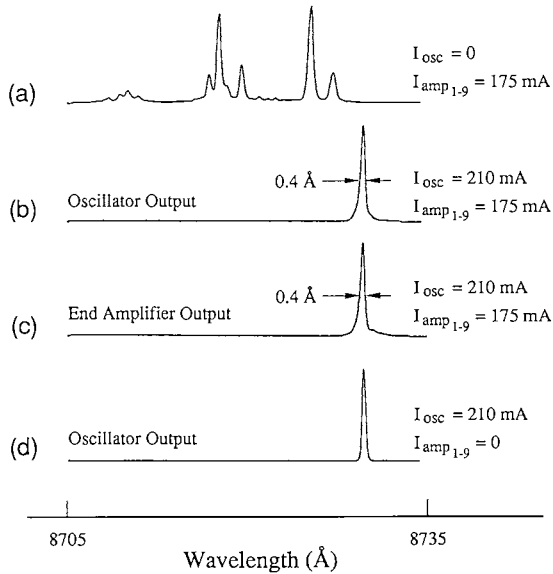 (a)
I osc = 0
I amp 1-9 = 175 mA
(b)
Oscillator Output
0.4 Å
I osc = 210 mA
I amp 1-9 = 175 mA
(c)
End Amplifier Output
0.4 Å
I osc = 210 mA
I amp 1-9 = 175 mA
(d)
Oscillator Output
I osc = 210 mA
I amp 1-9 = 0
8705
8735
Wavelength (Å)